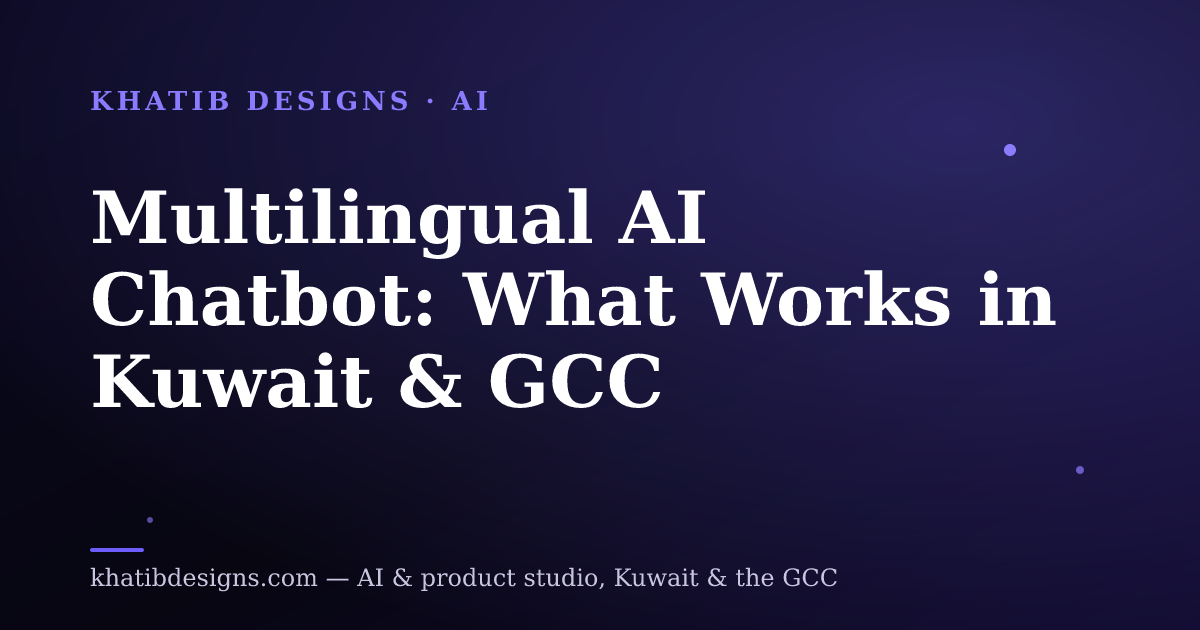 KHATIB DESIGNS · AI
Multilingual AI
Chatbot: What Works in
Kuwait & GCC
khatibdesigns.com — AI & product studio, Kuwait & the GCC